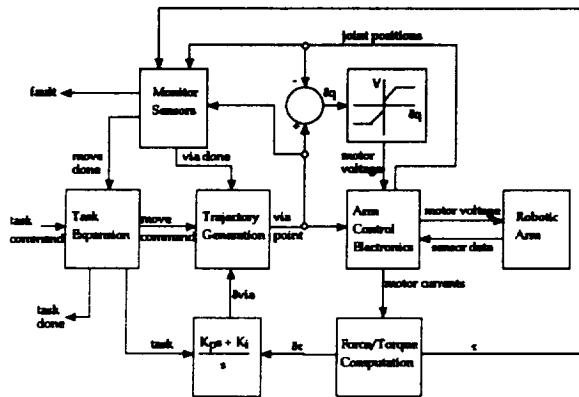 joint positions
-
δq
V
δq
Monitor
Sensors
fault
+
move
done
via done
motor
voltage
task
command
Task
Expansion
move
command
Trajectory
Generation
via
point
Arm
Control
Electronics
motor voltage
sensor data
Robotic
Arm
task
done
δvia
motor currents
task
Kps + Ki
s
δτ
Force/Torque
Computation
τ